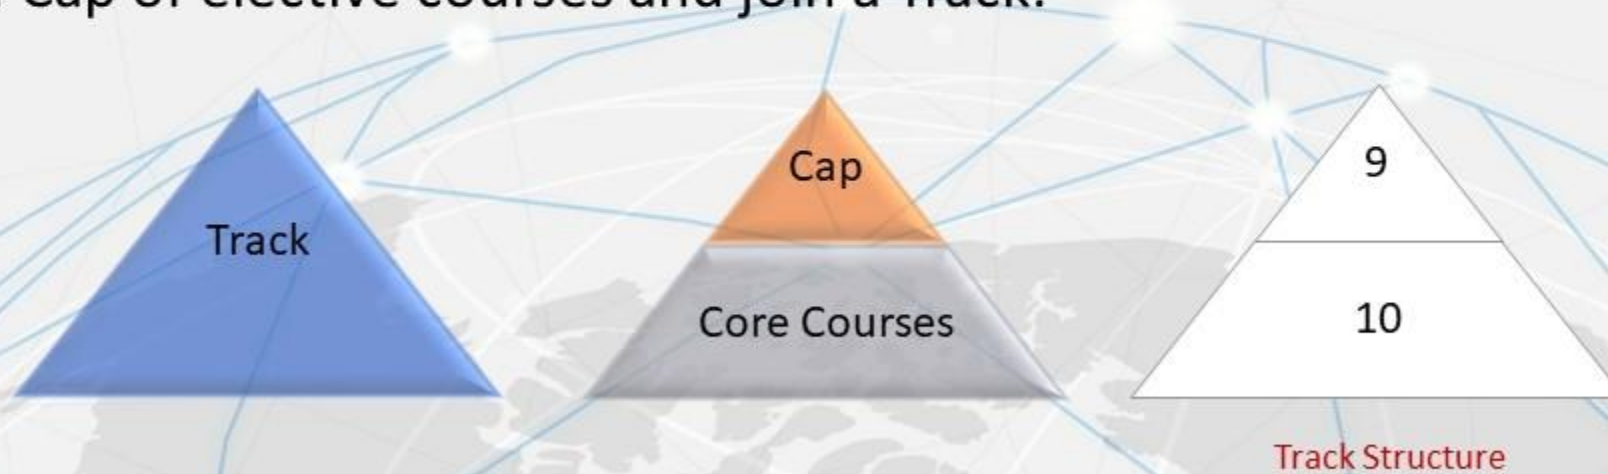 Cap of elective courses and join a Track.
Track
Cap
Core Courses
9
10
Track Structure